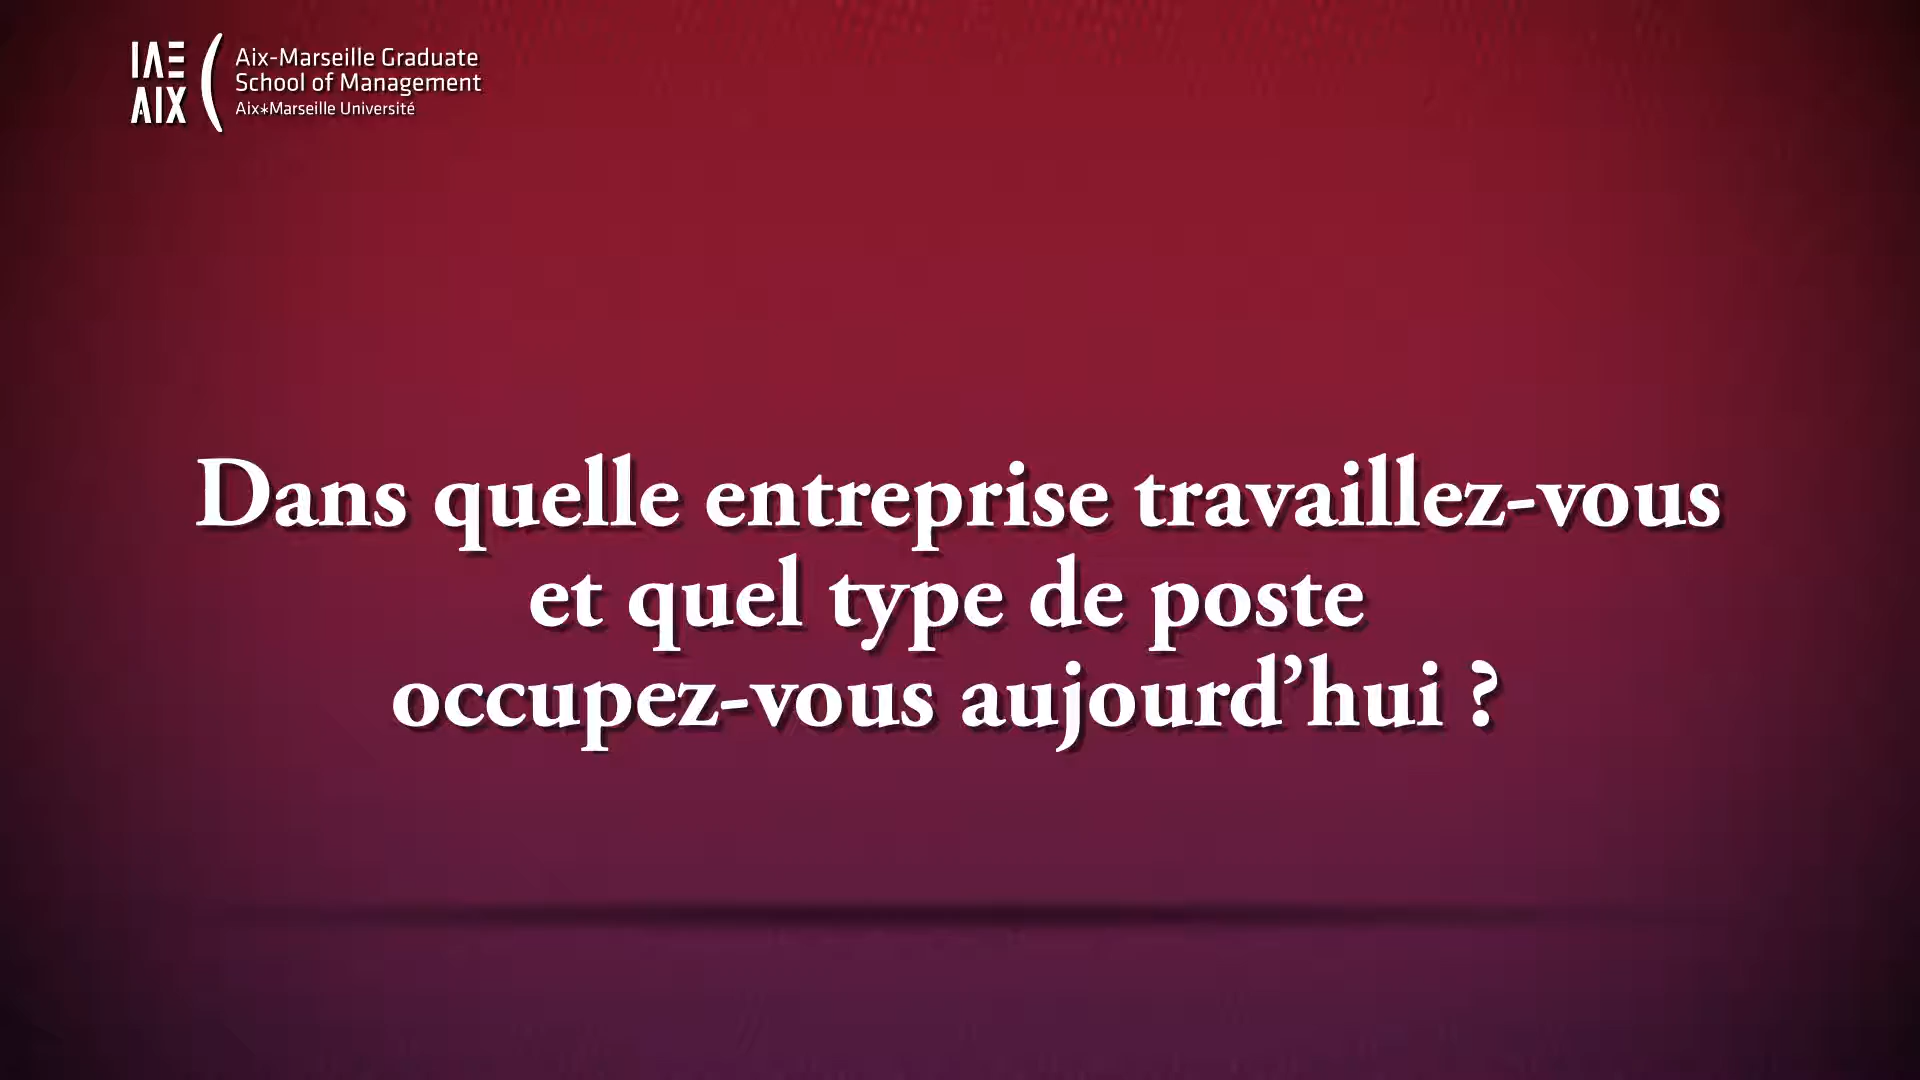 IAE
AIX
Aix-Marseille Graduate
School of Management
Aix*Marseille Université
Dans quelle entreprise travaillez-vous
et quel type de poste
occupez-vous aujourd’hui ?